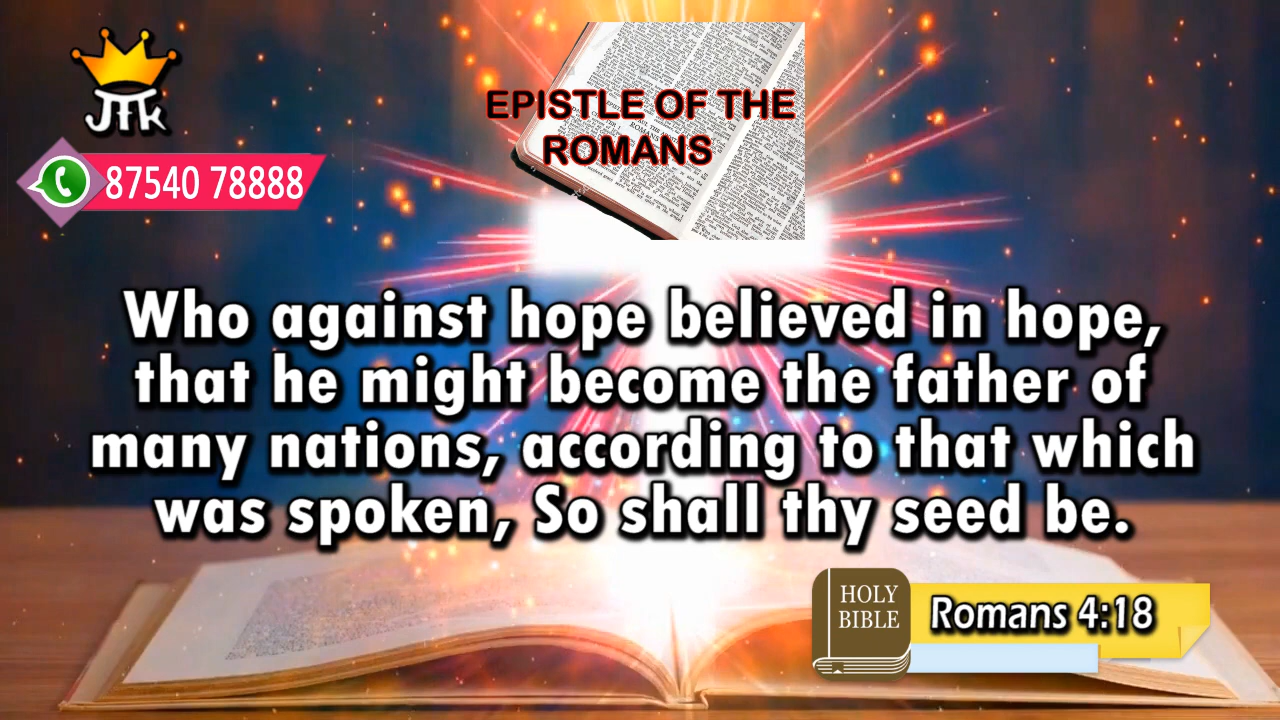 JTK
87540 78888
EPISTLE OF THE
ROMANS
Who against hope believed in hope,
that he might become the father of
many nations, according to that which
was spoken, So shall thy seed be.
HOLY
BIBLE
Romans 4:18